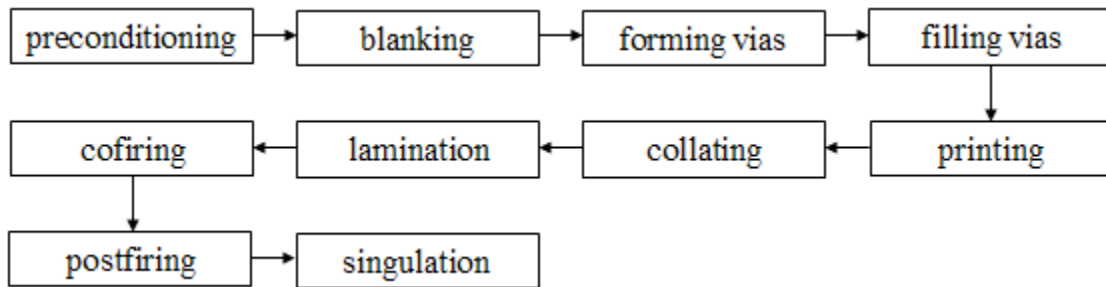 preconditioning
blanking
forming vias
filling vias
printing
collating
lamination
cofiring
postfiring
singulation